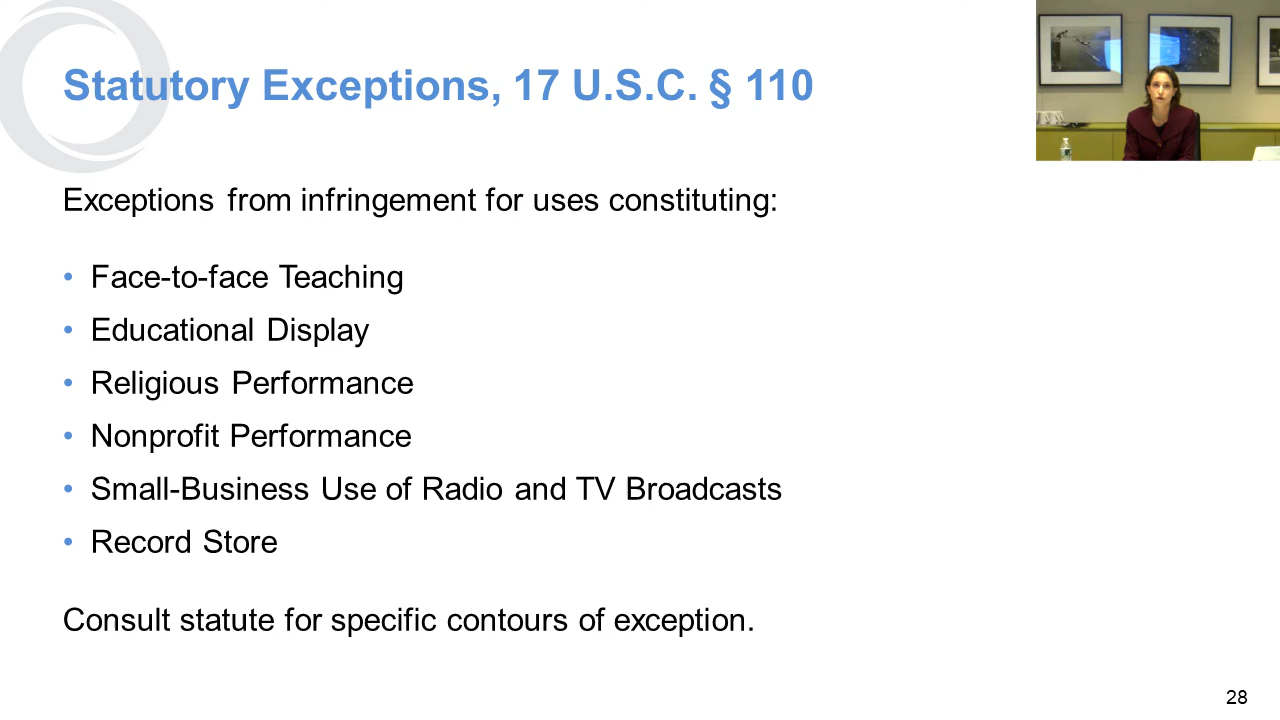 Statutory Exceptions, 17 U.S.C. § 110
Exceptions from infringement for uses constituting:
• Face-to-face Teaching
• Educational Display
• Religious Performance
• Nonprofit Performance
• Small-Business Use of Radio and TV Broadcasts
• Record Store
Consult statute for specific contours of exception.
28